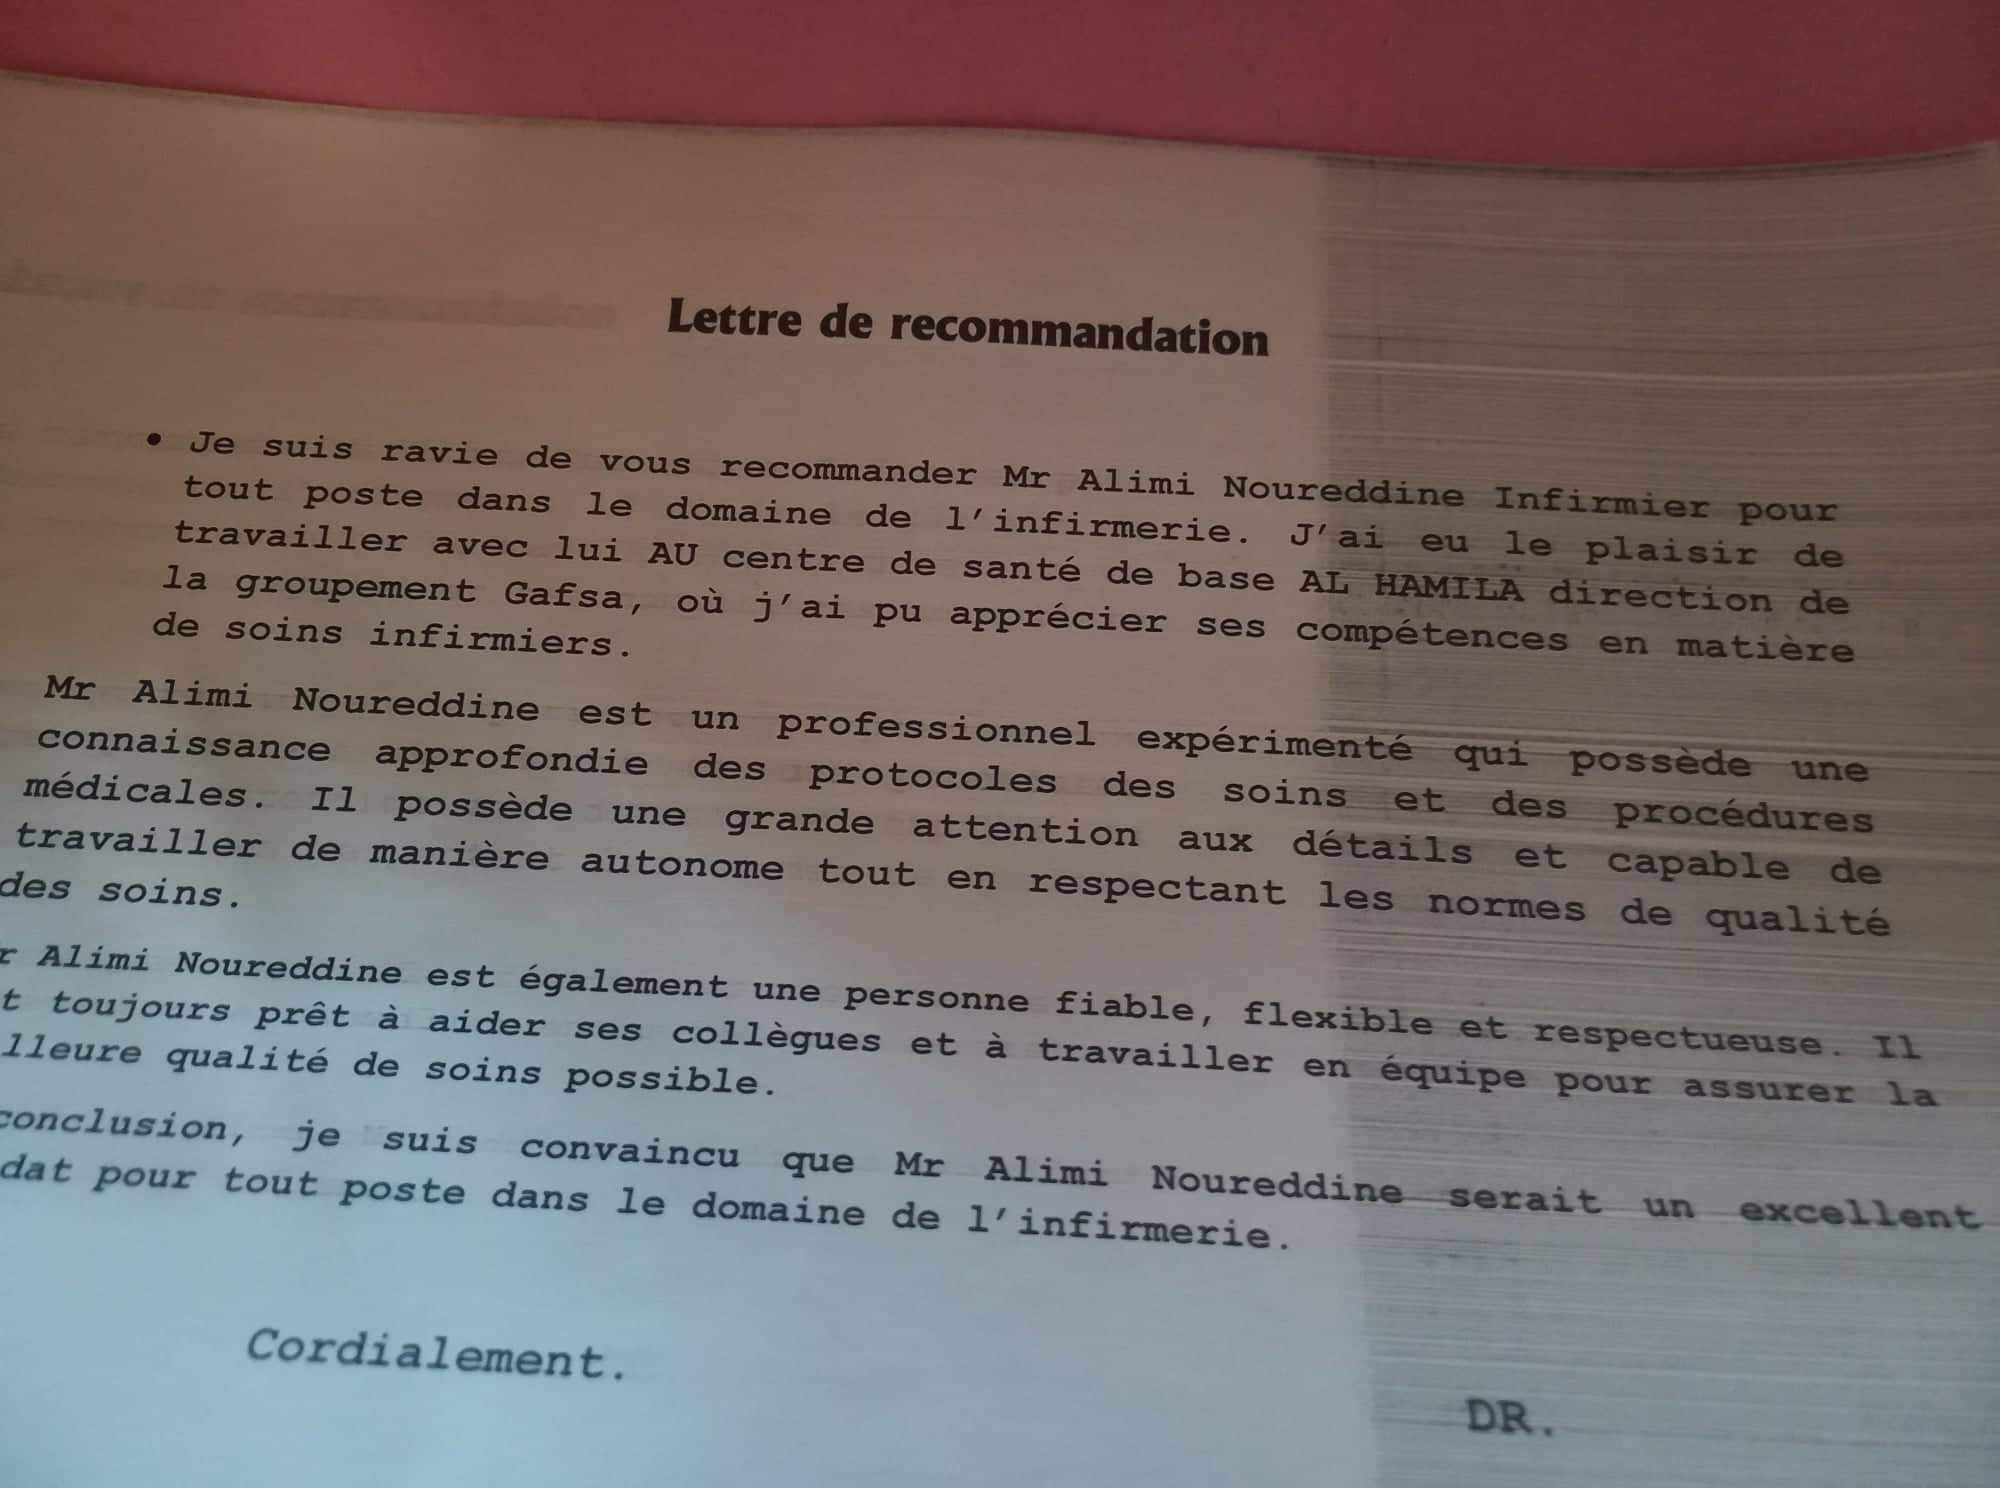 Lettre de recommandation
• Je suis ravie de vous recommander Mr Alimi Noureddine Infirmier pour
tout poste dans le domaine de l'infirmerie. J'ai eu le plaisir de
travailler avec lui AU centre de santé de base AL HAMILA direction de
la groupement Gafsa, où j'ai pu apprécier ses compétences en matière
de soins infirmiers.
Mr Alimi Noureddine est un professionnel expérimenté qui possède une
connaissance approfondie des protocoles des soins et des procédures
médicales. Il possède une grande attention aux détails et capable de
travailler de manière autonome tout en respectant les normes de qualité
des soins.
r Alimi Noureddine est également une personne fiable, flexible et respectueuse. Il
t toujours prêt à aider ses collègues et à travailler en équipe pour assurer la
lleure qualité de soins possible.
conclusion, je suis convaincu que Mr Alimi Noureddine serait un excellent
dat pour tout poste dans le domaine de l'infirmerie.
Cordialement.
DR.